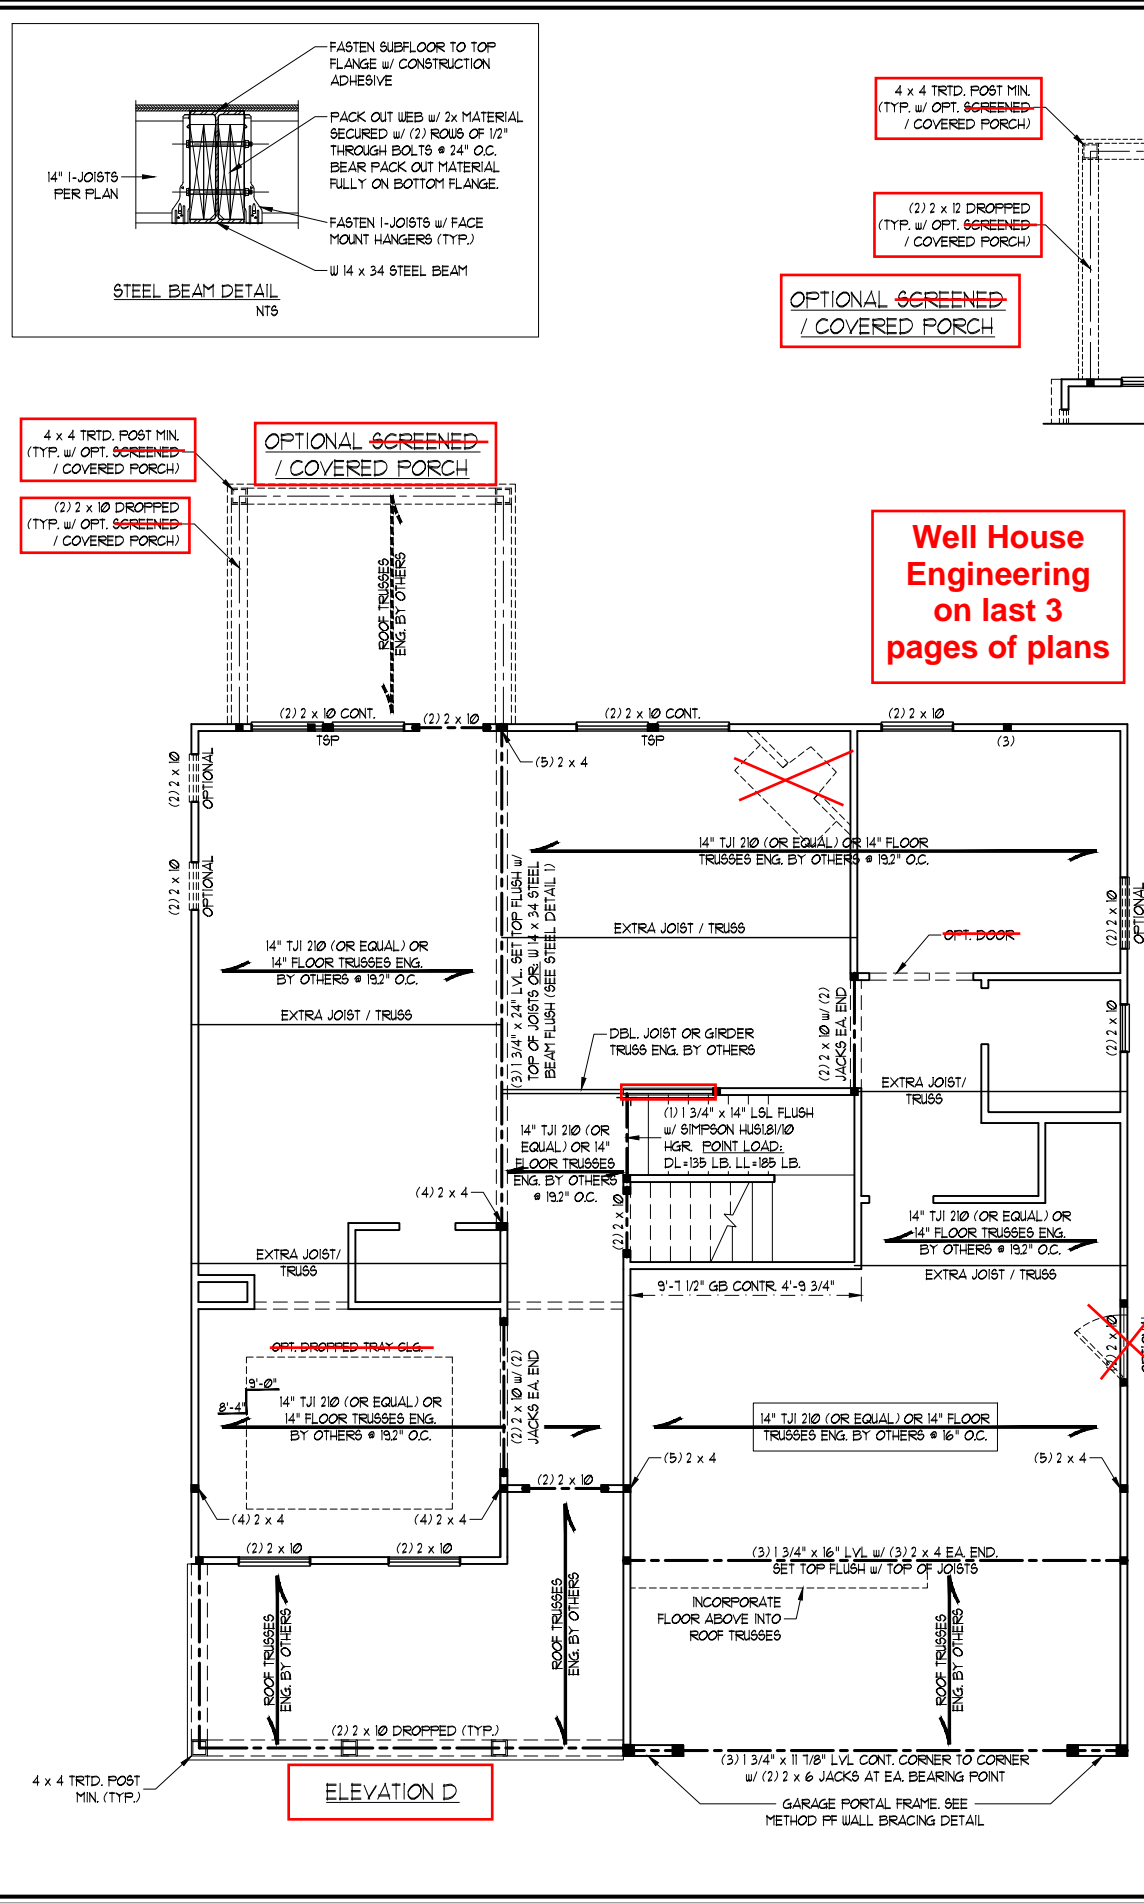 FASTEN SUBFLOOR TO TOP
FLANGE w/ CONSTRUCTION
ADHESIVE
PACK OUT WEB w/ 2x MATERIAL
SECURED w/ (2) ROWS OF 1/2"
THROUGH BOLTS @ 24" O.C.
BEAR PACK OUT MATERIAL
FULLY ON BOTTOM FLANGE.
14" I-JOISTS
PER PLAN
FASTEN I-JOISTS w/ FACE
MOUNT HANGERS (TYP.)
W 14 x 34 STEEL BEAM
STEEL BEAM DETAIL
NTS
4 x 4 TRTD. POST MIN.
(TYP. w/ OPT. SCREENED
/ COVERED PORCH)
(2) 2 x 12 DROPPED
(TYP. w/ OPT. SCREENED
/ COVERED PORCH)
OPTIONAL SCREENED
/ COVERED PORCH
4 x 4 TRTD. POST MIN.
(TYP. w/ OPT. SCREENED
/ COVERED PORCH)
OPTIONAL SCREENED
/ COVERED PORCH
(2) 2 x 10 DROPPED
(TYP. w/ OPT. SCREENED
/ COVERED PORCH)
Well House
Engineering
on last 3
pages of plans
ROOF TRUSSES
ENG. BY OTHERS
(2) 2 x 10 CONT.
TSP
(2) 2 x 10
(2) 2 x 10 CONT.
TSP
(2) 2 x 10
(3)
(5) 2 x 4
(2) 2 x 10
OPTIONAL
(2) 2 x 10
OPTIONAL
14" TJI 210 (OR EQUAL) OR 14" FLOOR
TRUSSES ENG. BY OTHERS @ 19.2" O.C.
(2) 2 x 10
OPTIONAL
EXTRA JOIST / TRUSS
OPT. DOOR
14" TJI 210 (OR EQUAL) OR
14" FLOOR TRUSSES ENG.
BY OTHERS @ 19.2" O.C.
(3) 1 3/4" x 24" LVL. SET TOP FLUSH w/
TOP OF JOISTS OR: W 14 x 34 STEEL
BEAM FLUSH (SEE STEEL DETAIL 1)
EXTRA JOIST / TRUSS
DBL. JOIST OR GIRDER
TRUSS ENG. BY OTHERS
(2) 2 x 10 w/ (2)
JACKS EA. END
(2) 2 x 10
EXTRA JOIST/
TRUSS
14" TJI 210 (OR
EQUAL) OR 14"
FLOOR TRUSSES
ENG. BY OTHERS
@ 19.2" O.C.
(1) 1 3/4" x 14" LSL FLUSH
w/ SIMPSON HUS1.81/10
HGR. POINT LOAD:
DL=135 LB. LL=185 LB.
(4) 2 x 4
(2) 2 x 10
14" TJI 210 (OR EQUAL) OR
14" FLOOR TRUSSES ENG.
BY OTHERS @ 19.2" O.C.
EXTRA JOIST/
TRUSS
EXTRA JOIST / TRUSS
9'-7 1/2" GB CONTR. 4'-9 3/4"
2 x 10
OPT. DROPPED TRAY CLG.
9'-0"
8'-4"
14" TJI 210 (OR EQUAL) OR
14" FLOOR TRUSSES ENG.
BY OTHERS @ 19.2" O.C.
(2) 2 x 10 w/ (2)
JACKS EA. END
14" TJI 210 (OR EQUAL) OR 14" FLOOR
TRUSSES ENG. BY OTHERS @ 16" O.C.
(5) 2 x 4
(5) 2 x 4
(2) 2 x 10
(4) 2 x 4
(4) 2 x 4
(2) 2 x 10
(2) 2 x 10
(3) 1 3/4" x 16" LVL w/ (3) 2 x 4 EA. END.
SET TOP FLUSH w/ TOP OF JOISTS
INCORPORATE
FLOOR ABOVE INTO
ROOF TRUSSES
ROOF TRUSSES
ENG. BY OTHERS
ROOF TRUSSES
ENG. BY OTHERS
ROOF TRUSSES
ENG. BY OTHERS
(2) 2 x 10 DROPPED (TYP.)
4 x 4 TRTD. POST
MIN. (TYP.)
ELEVATION D
(3) 1 3/4" x 11 7/8" LVL CONT. CORNER TO CORNER
w/ (2) 2 x 6 JACKS AT EA. BEARING POINT
GARAGE PORTAL FRAME. SEE
METHOD PF WALL BRACING DETAIL